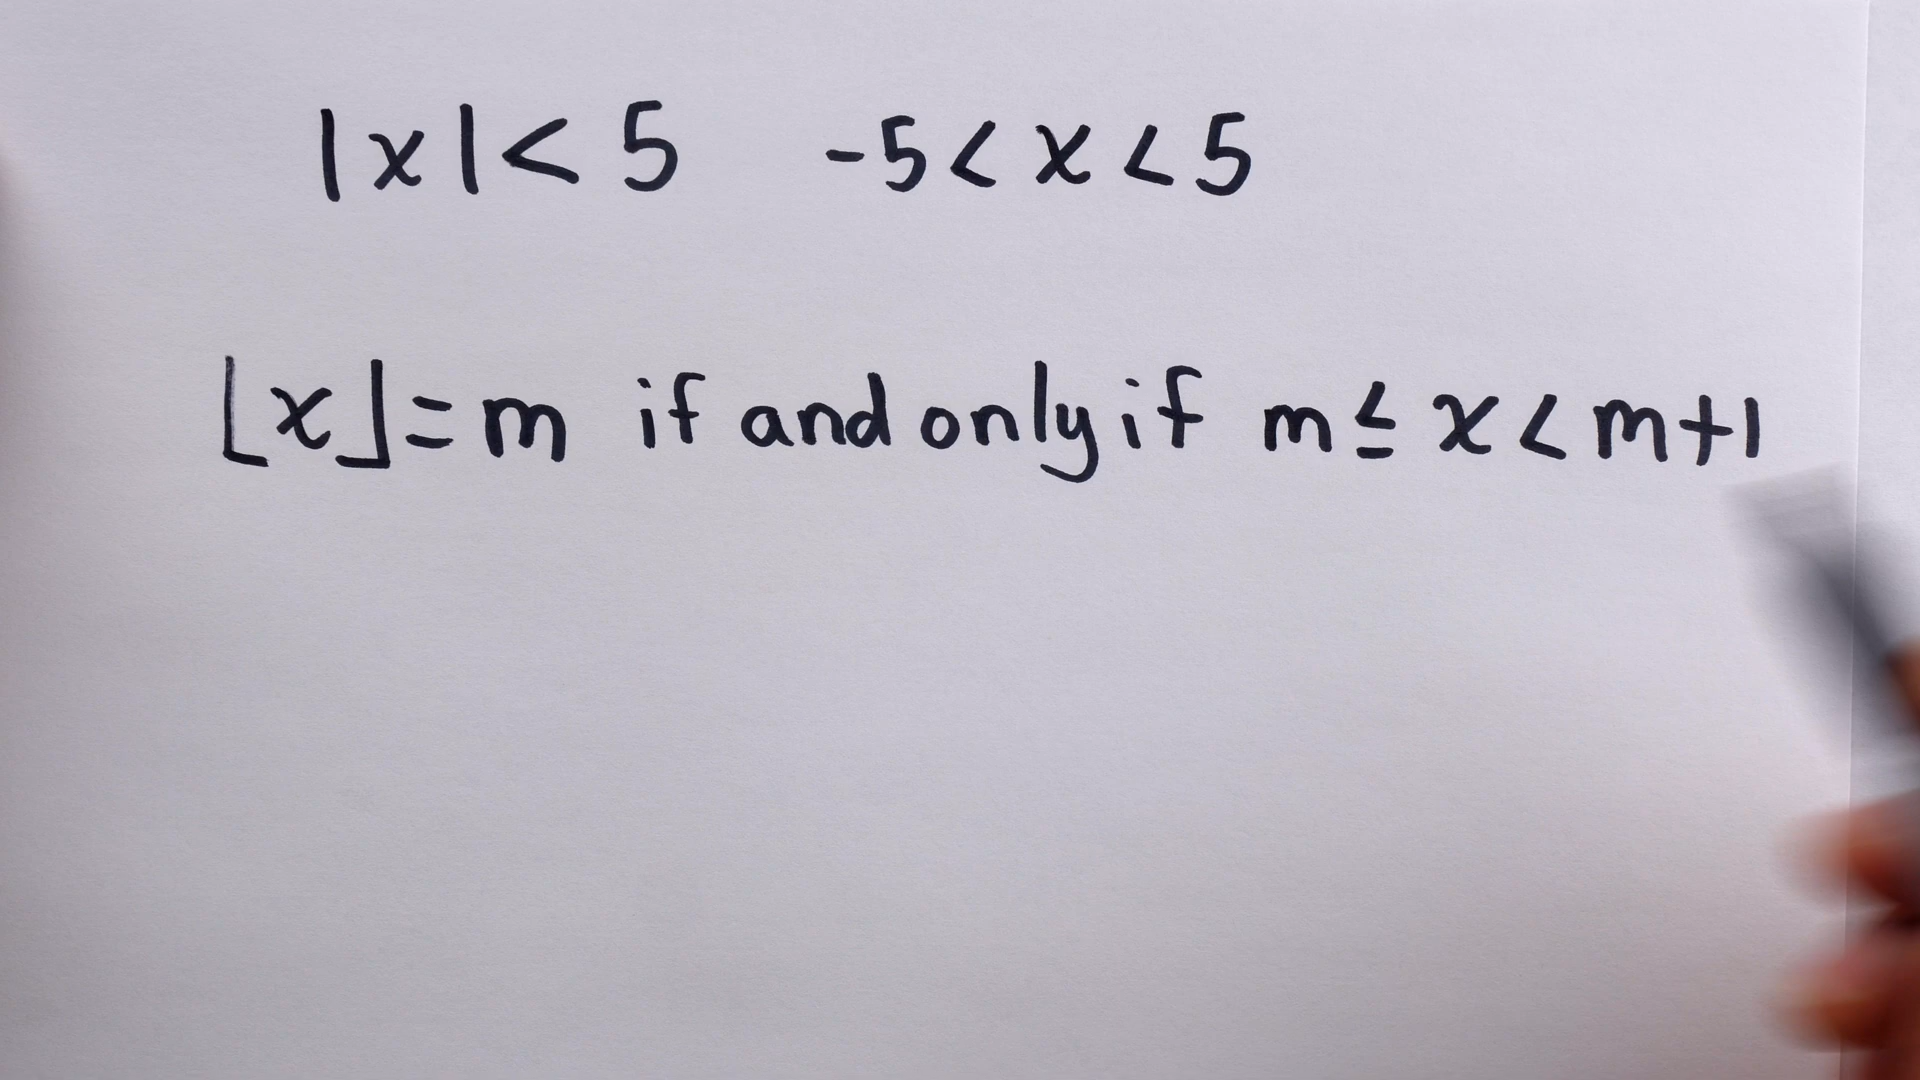 |x| < 5 -5 < x < 5
⌊x⌋ = m if and only if m ≤ x < m+1